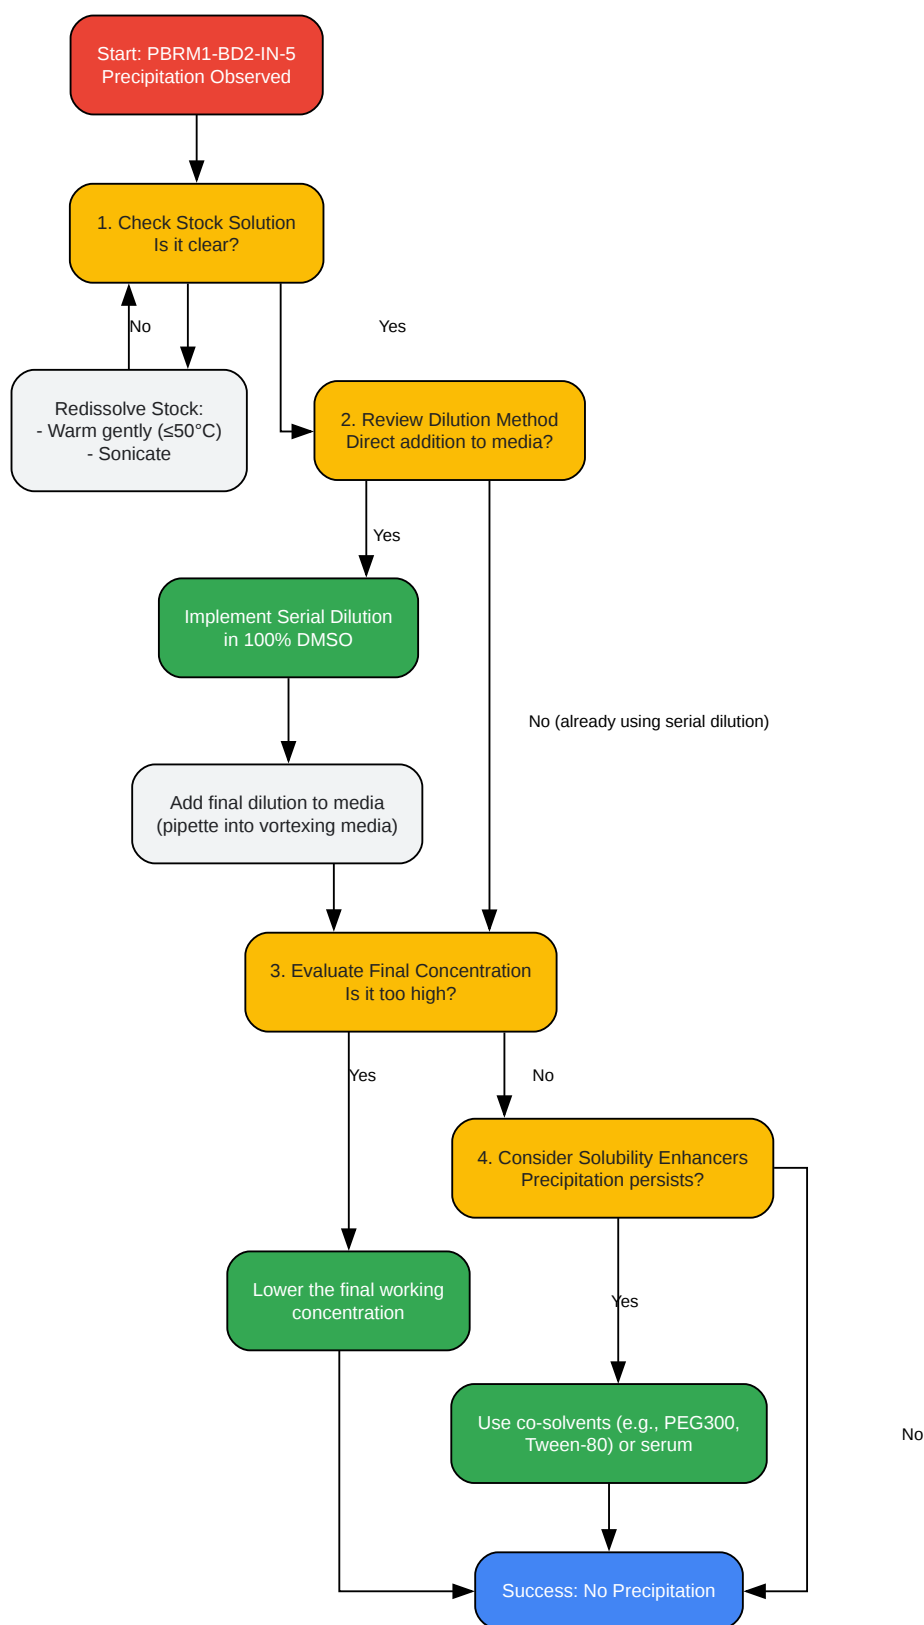 Start: PBRM1-BD2-IN-5
Precipitation Observed
1. Check Stock Solution
Is it clear?
No
Yes
Redissolve Stock:
- Warm gently (≤50°C)
- Sonicate
2. Review Dilution Method
Direct addition to media?
Yes
Implement Serial Dilution
in 100% DMSO
No (already using serial dilution)
Add final dilution to media
(pipette into vortexing media)
3. Evaluate Final Concentration
Is it too high?
Yes
No
4. Consider Solubility Enhancers
Precipitation persists?
Lower the final working
concentration
Yes
Use co-solvents (e.g., PEG300,
Tween-80) or serum
No
Success: No Precipitation